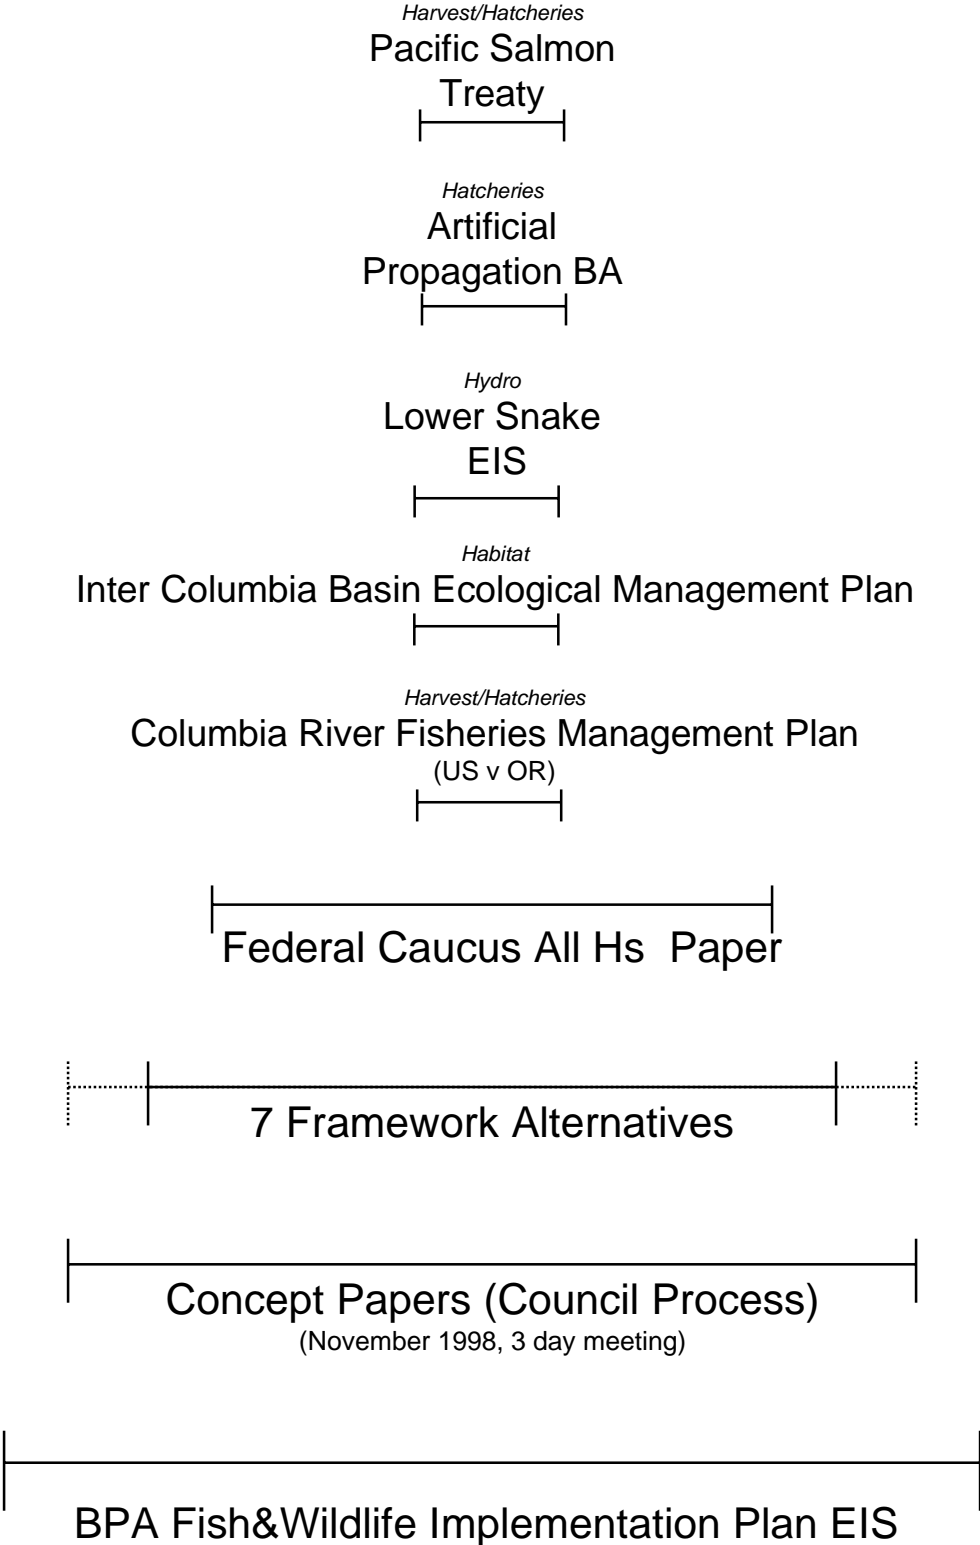 Harvest/Hatcheries
Pacific Salmon
Treaty
Hatcheries
Artificial
Propagation BA
Hydro
Lower Snake
EIS
Habitat
Inter Columbia Basin Ecological Management Plan
Harvest/Hatcheries
Columbia River Fisheries Management Plan
(US v OR)
Federal Caucus All Hs  Paper
7 Framework Alternatives
Concept Papers (Council Process)
(November 1998, 3 day meeting)
BPA Fish&Wildlife Implementation Plan EIS